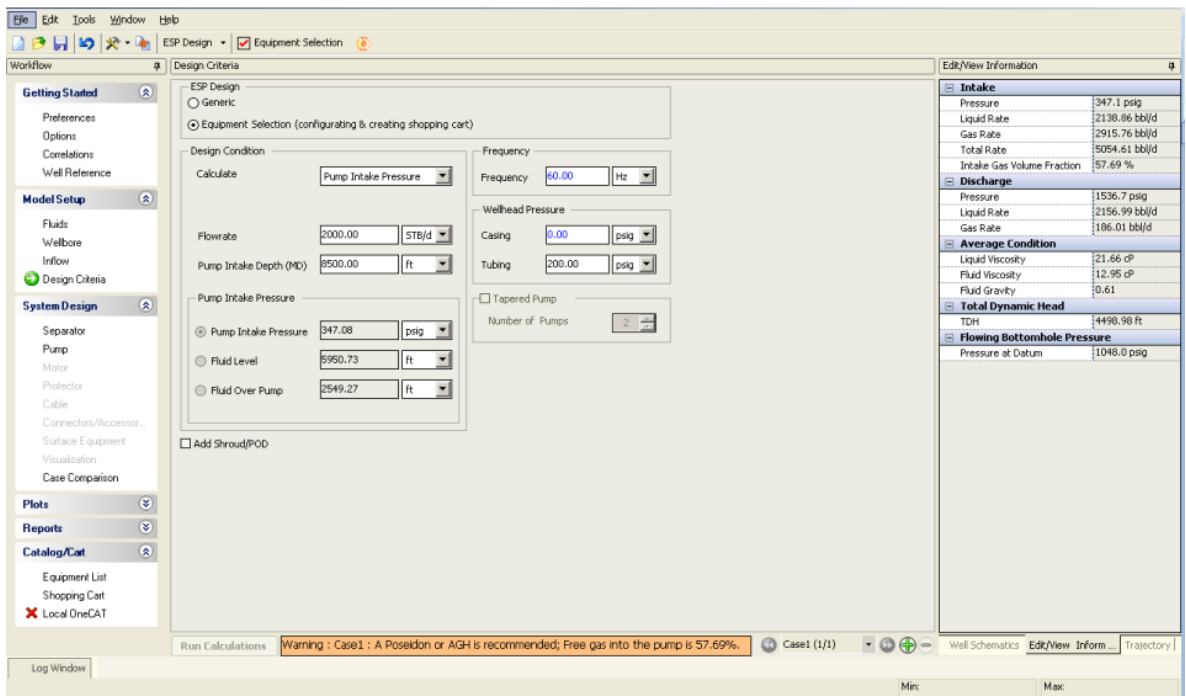 File Edit Tools Window Help
ESP Design Equipment Selection
Workflow
Getting Started
Preferences
Options
Correlations
Well Reference
Model Setup
Fluids
Wellbore
Inflow
Design Criteria
System Design
Separator
Pump
Motor
Protector
Cable
Connectors/Accessor...
Surface Equipment
Visualization
Case Comparison
Plots
Reports
Catalog/Cart
Equipment List
Shopping Cart
Local OneCAT
Design Criteria
ESP Design
Generic
Equipment Selection (configurating & creating shopping cart)
Design Condition
Calculate Pump Intake Pressure
Flowrate 2000.00 STB/d
Pump Intake Depth (MD) 8500.00 ft
Pump Intake Pressure
Pump Intake Pressure 347.08 psig
Fluid Level 5950.73 ft
Fluid Over Pump 2549.27 ft
Add Shroud/POD
Frequency
Frequency 60.00 Hz
Wellhead Pressure
Casing 0.00 psig
Tubing 200.00 psig
Tapered Pump
Number of Pumps 2
Run Calculations Warning : Case1 : A Poseidon or AGH is recommended; Free gas into the pump is 57.69%. Case1 (1/1)
Edit/View Information
Intake
Pressure 347.1 psig
Liquid Rate 2138.86 bbl/d
Gas Rate 2915.76 bbl/d
Total Rate 5054.61 bbl/d
Intake Gas Volume Fraction 57.69 %
Discharge
Pressure 1536.7 psig
Liquid Rate 2156.99 bbl/d
Gas Rate 186.01 bbl/d
Average Condition
Liquid Viscosity 21.66 cP
Fluid Viscosity 12.95 cP
Fluid Gravity 0.61
Total Dynamic Head
TDH 4498.98 ft
Flowing Bottomhole Pressure
Pressure at Datum 1048.0 psig
Well Schematics Edit/View Inform ... Trajectory
Log Window
Min: Max: